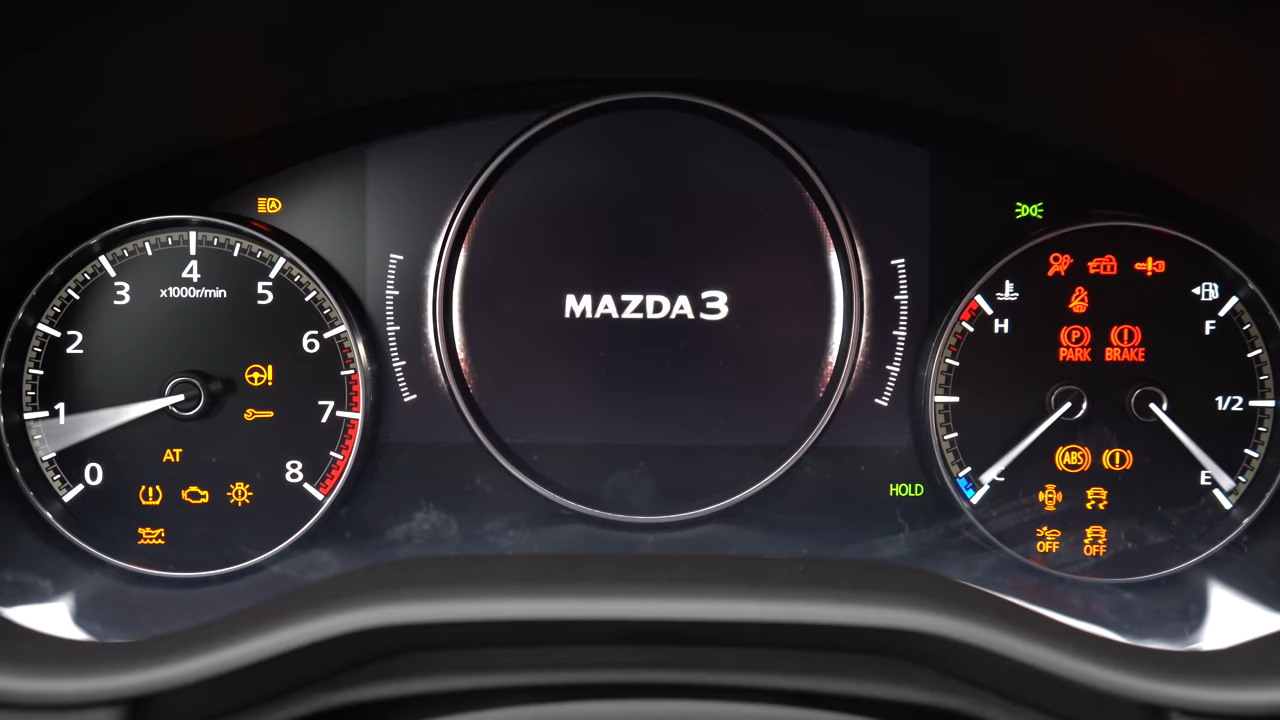 4
3
5
x1000r/min
2
6
1
7
0
8
AT
A
MAZDA3
HOLD
H
F
P
PARK
BRAKE
1/2
ABS
C
E
OFF
OFF